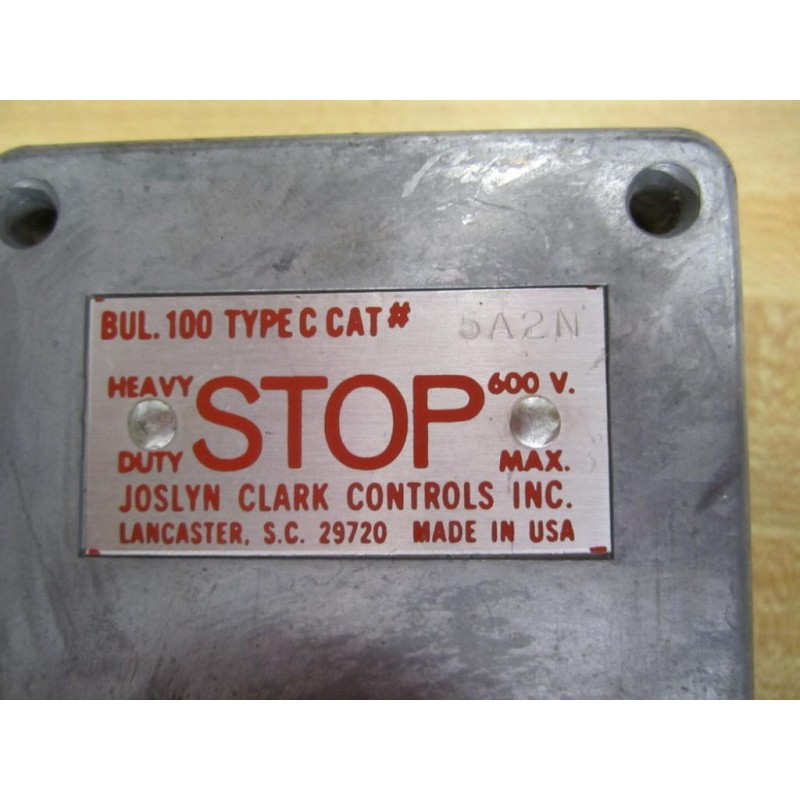 BUL. 100 TYPE C CAT# 5A2N
HEAVY DUTY STOP 600 V. MAX.
JOSLYN CLARK CONTROLS INC.
LANCASTER, S.C. 29720 MADE IN USA